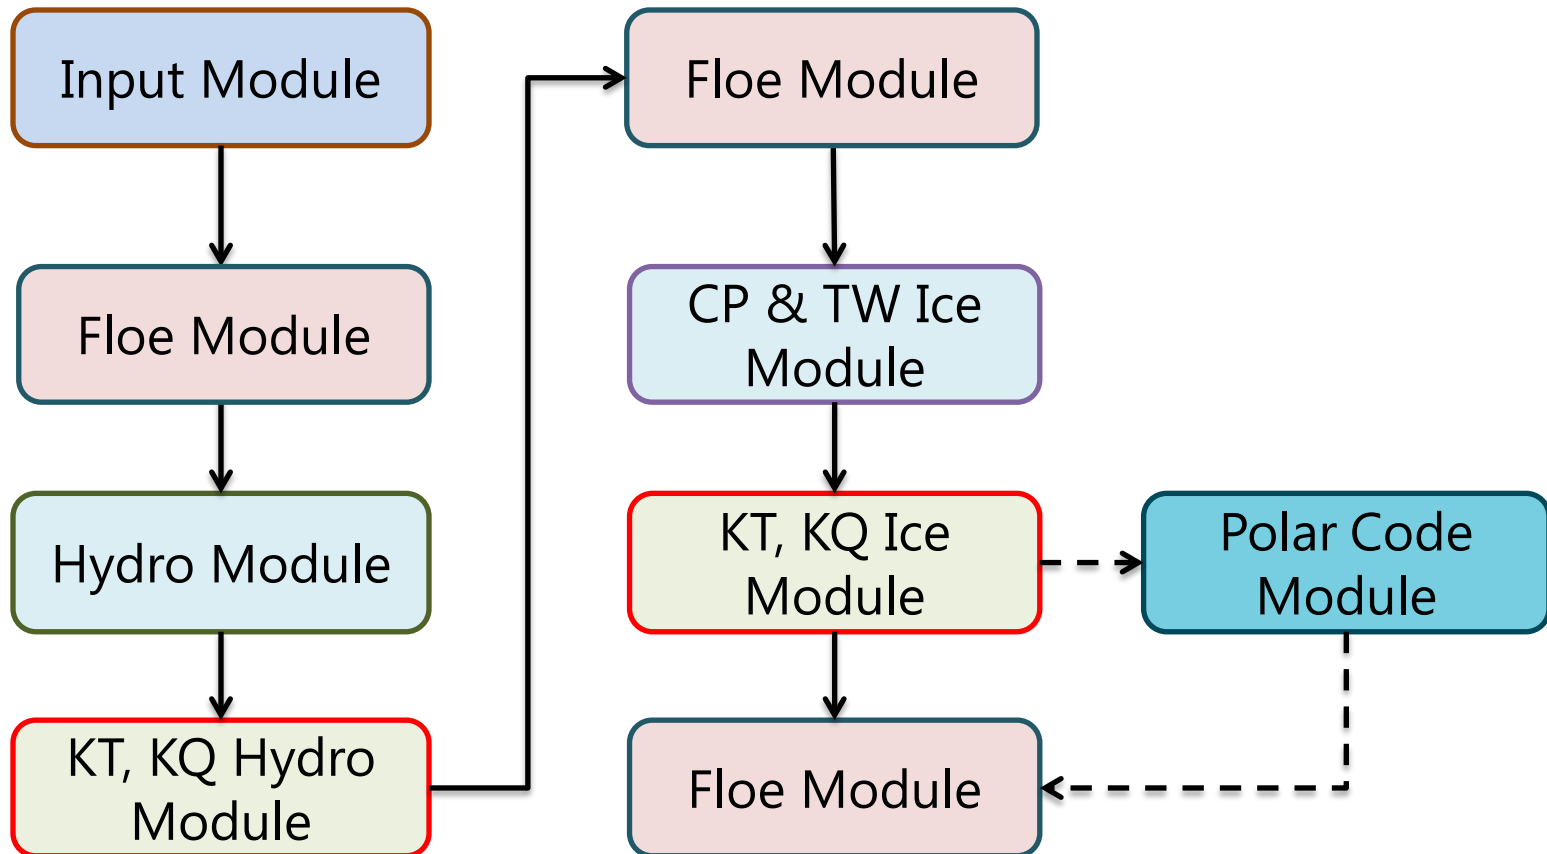 Input Module
Floe Module
Hydro Module
KT, KQ Hydro
Module
Floe Module
CP & TW Ice
Module
KT, KQ Ice
Module
Floe Module
Polar Code
Module